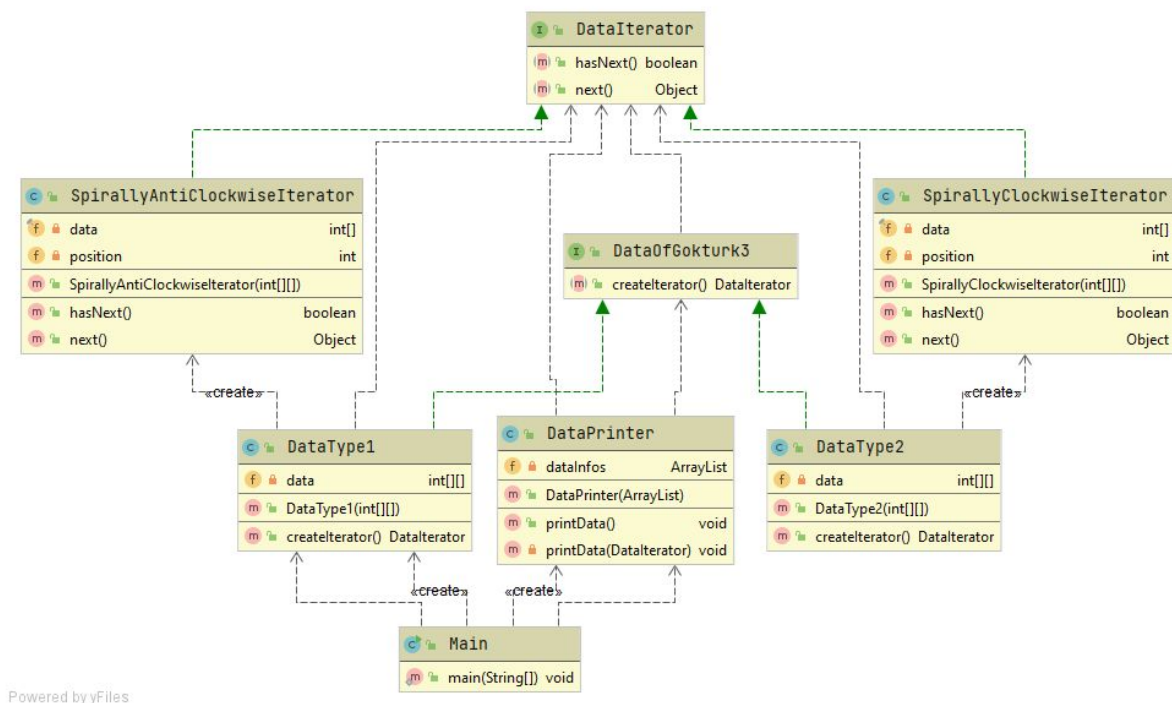 DataIterator
hasNext() boolean
next() Object
SpirallyAntiClockwiseIterator
data int[]
position int
SpirallyAntiClockwiseIterator(int[][])
hasNext() boolean
next() Object
SpirallyClockwiseIterator
data int[]
position int
SpirallyClockwiseIterator(int[][])
hasNext() boolean
next() Object
DataOfGokturk3
createIterator() DataIterator
«create»
«create»
DataType1
data int[][]
DataType1(int[][])
createIterator() DataIterator
DataPrinter
dataInfos ArrayList
DataPrinter(ArrayList)
printData() void
printData(DataIterator) void
DataType2
data int[][]
DataType2(int[][])
createIterator() DataIterator
«create»
«create»
Main
main(String[]) void
Powered by yFiles